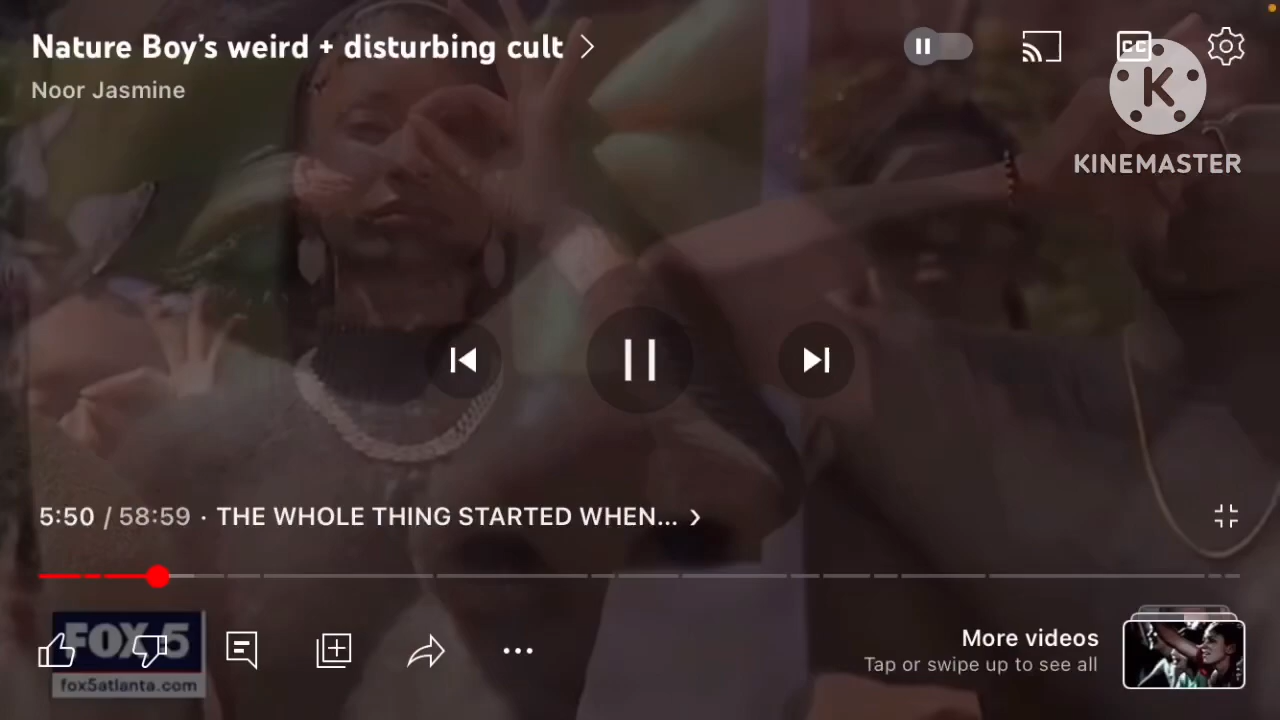 Nature Boy's weird + disturbing cult
Noor Jasmine
CC
K
KINEMASTER
5:50 / 58:59 · THE WHOLE THING STARTED WHEN...
FOX 5
fox5atlanta.com
More videos
Tap or swipe up to see all